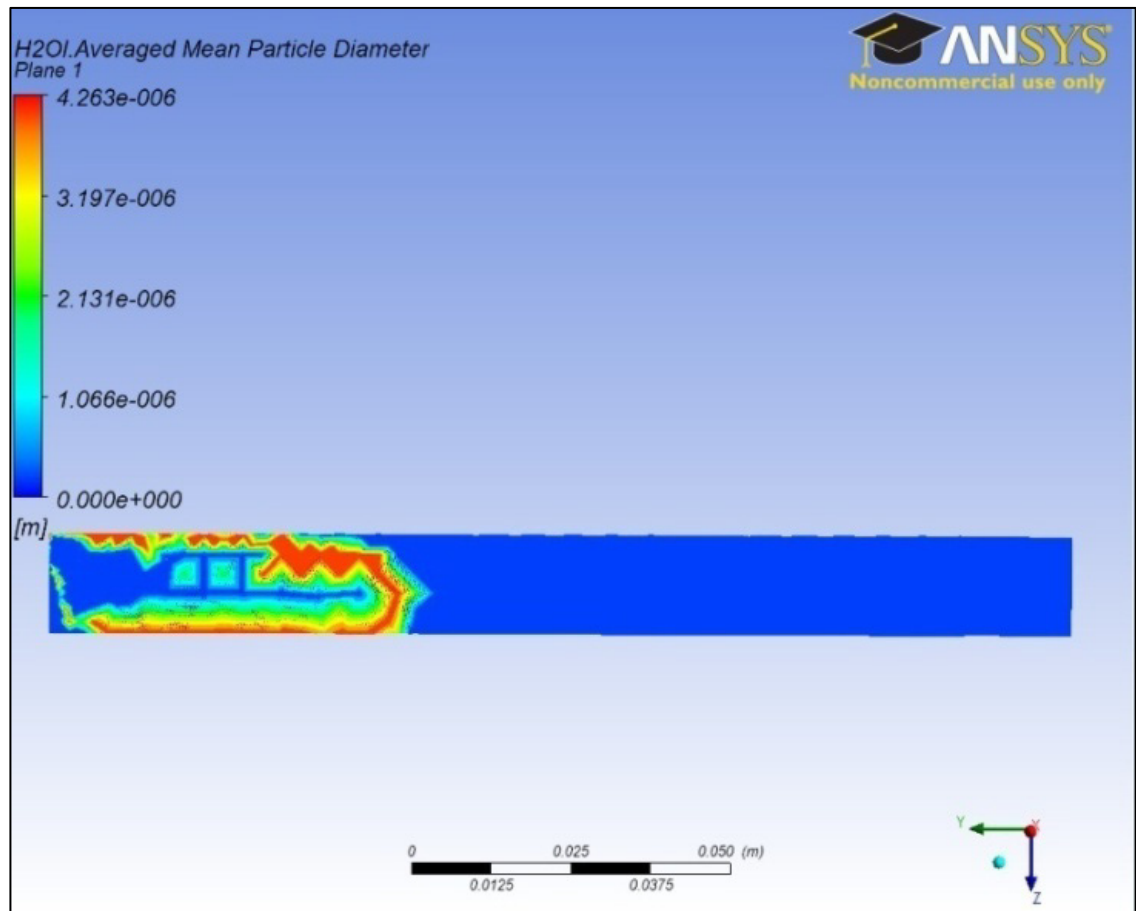 H2Ol.Averaged Mean Particle Diameter
Plane 1
ANSYS
Noncommercial use only
4.263e-006
3.197e-006
2.131e-006
1.066e-006
0.000e+000
[m]
0 0.025 0.050 (m)
0.0125 0.0375
Y X
Z